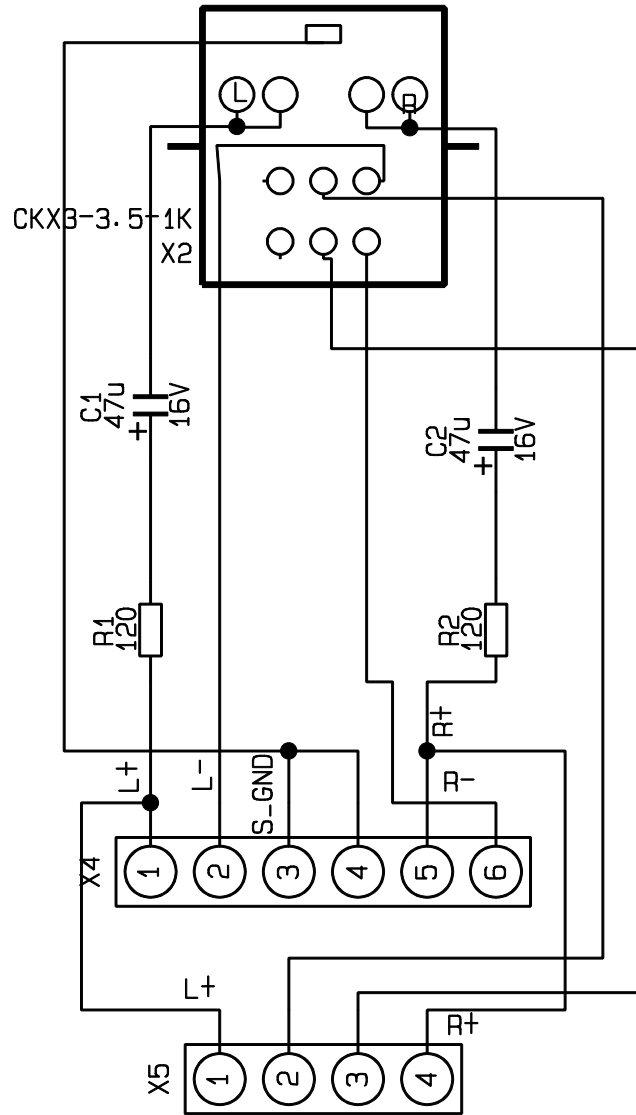 L
R
CKX3-3.5-1K
X2
C1
47u
16V
+
C2
47u
16V
+
R1
120
R2
120
L+
L-
S_GND
R+
R-
X4
1
2
3
4
5
6
L+
R+
X5
1
2
3
4